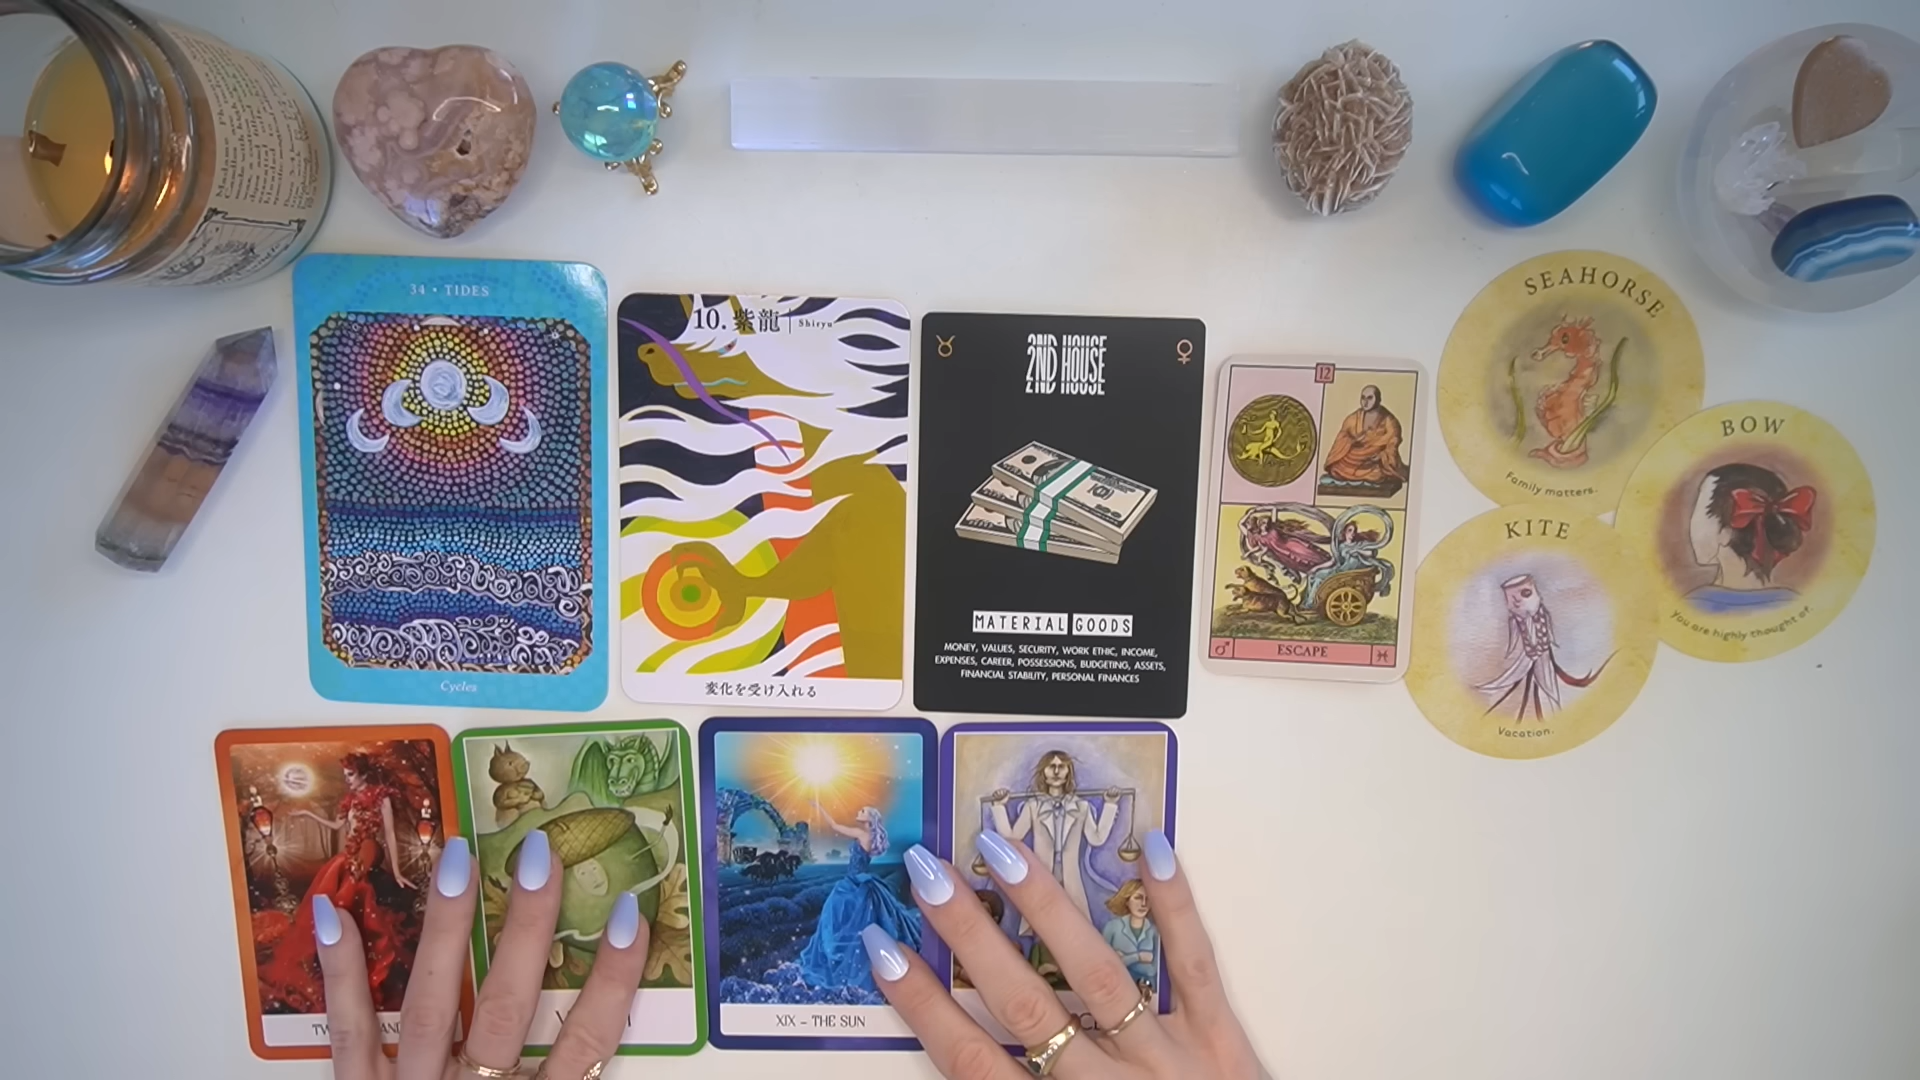 34 • TIDES
Cycles
10. 紫龍 | Shiryu
変化を受け入れる
2ND HOUSE
MATERIAL GOODS
MONEY, VALUES, SECURITY, WORK ETHIC, INCOME,
EXPENSES, CAREER, POSSESSIONS, BUDGETING, ASSETS,
FINANCIAL STABILITY, PERSONAL FINANCES
12
ESCAPE
SEAHORSE
Family matters.
BOW
You are highly thought of.
KITE
Vacation.
XIX – THE SUN